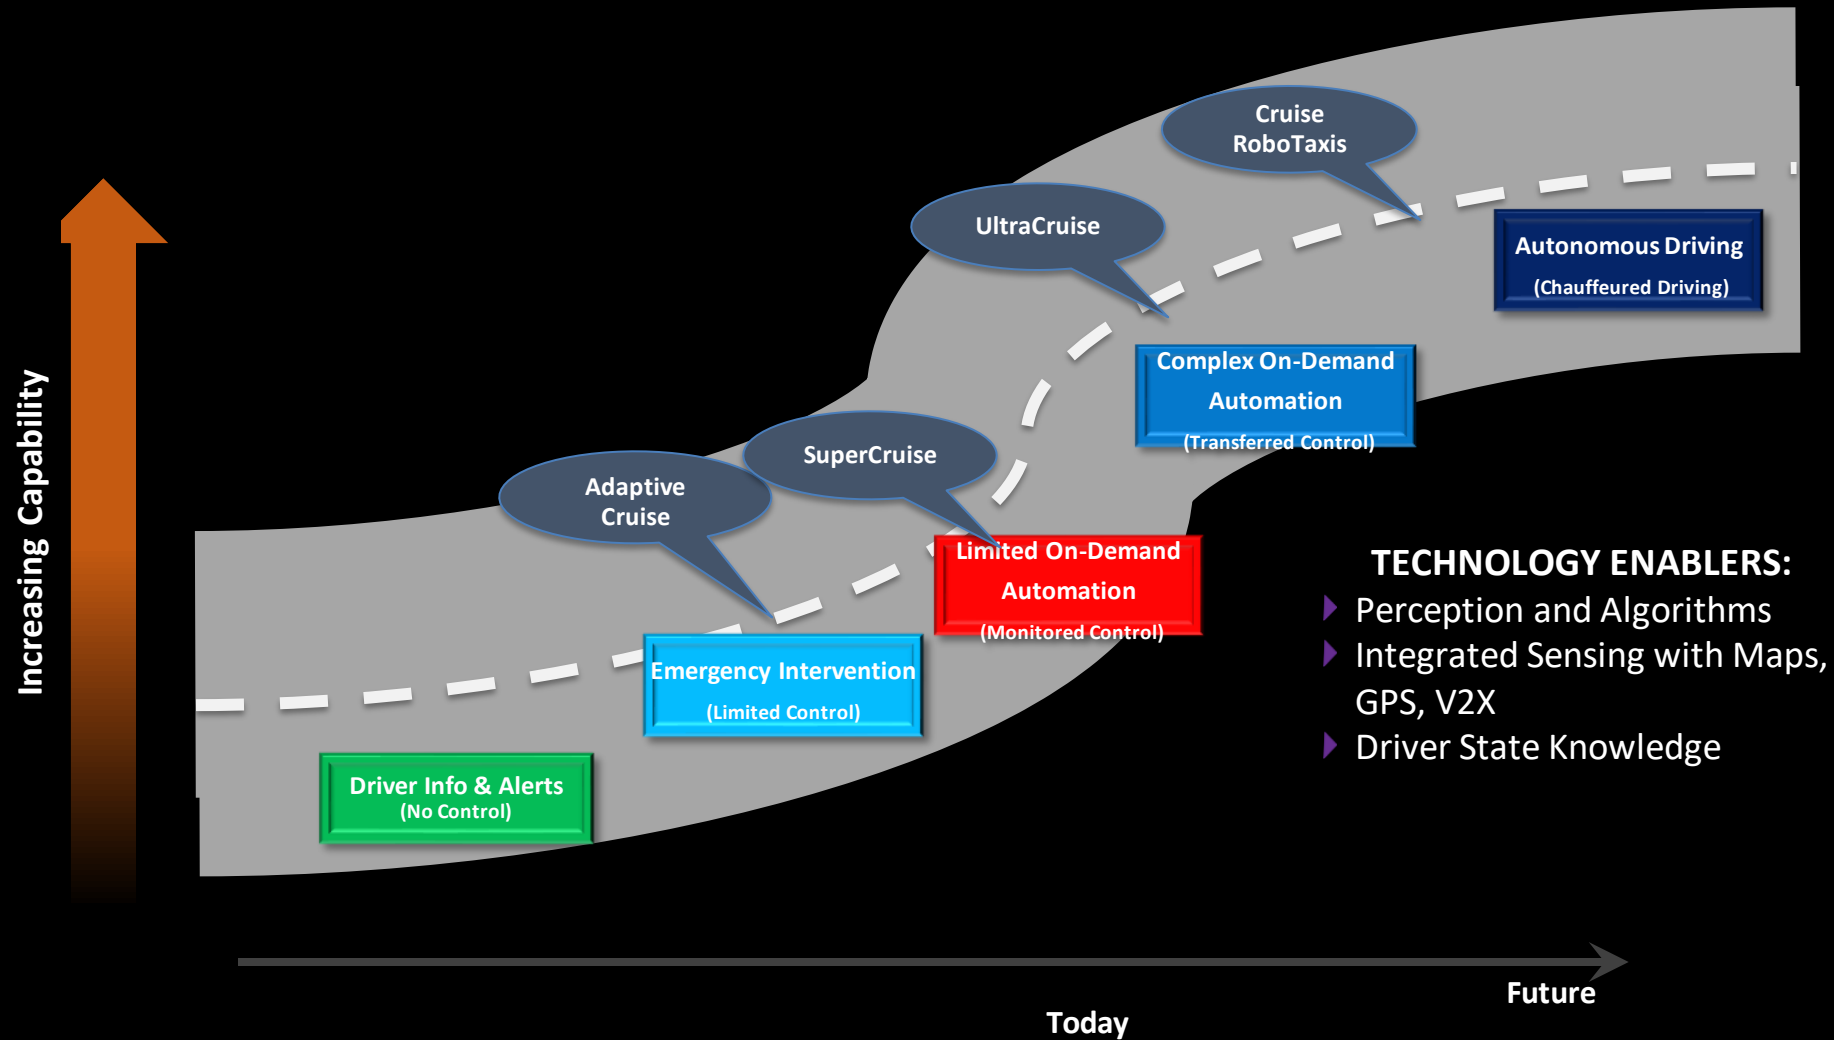 Cruise
RoboTaxis
UltraCruise
Autonomous Driving
(Chauffeured Driving)
Complex On-Demand
Automation
(Transferred Control)
SuperCruise
Adaptive
Cruise
Limited On-Demand
Automation
(Monitored Control)
Emergency Intervention
(Limited Control)
Driver Info & Alerts
(No Control)
Increasing Capability
TECHNOLOGY ENABLERS:
Perception and Algorithms
Integrated Sensing with Maps,
GPS, V2X
Driver State Knowledge
Future
Today